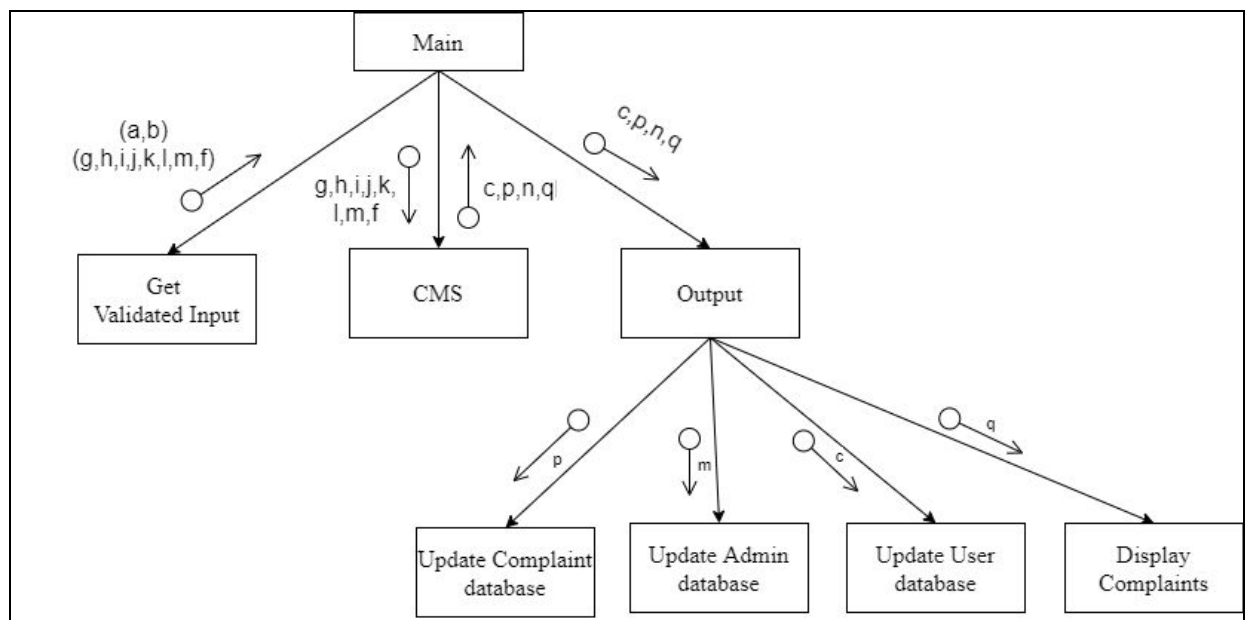 Main
(a,b)
(g,h,i,j,k,l,m,f)
g,h,i,j,k,
l,m,f
c,p,n,q
c,p,n,q
Get
Validated Input
CMS
Output
p
m
c
q
Update Complaint
database
Update Admin
database
Update User
database
Display
Complaints